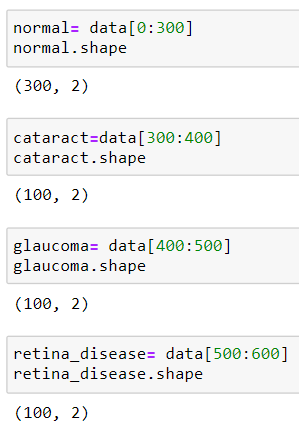 normal= data[0:300]
normal.shape
(300, 2)
cataract=data[300:400]
cataract.shape
(100, 2)
glaucoma= data[400:500]
glaucoma.shape
(100, 2)
retina_disease= data[500:600]
retina_disease.shape
(100, 2)